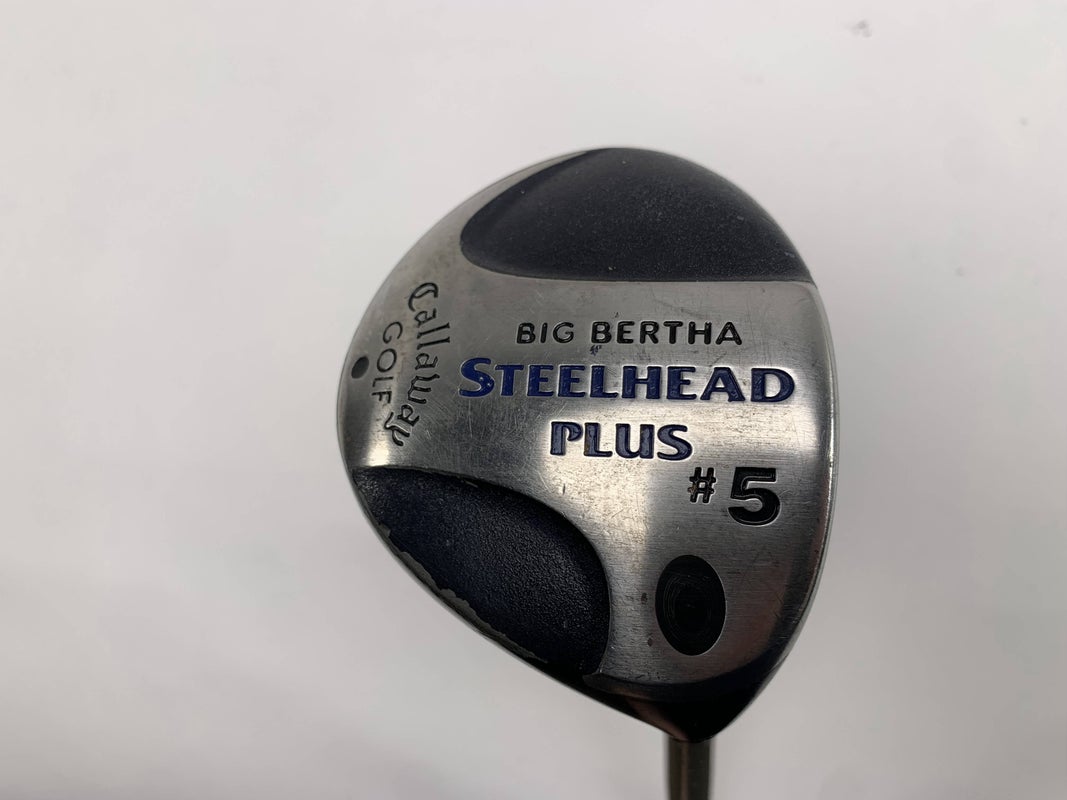 BIG BERTHA
STEELHEAD
PLUS
#5
Callaway
GOLF